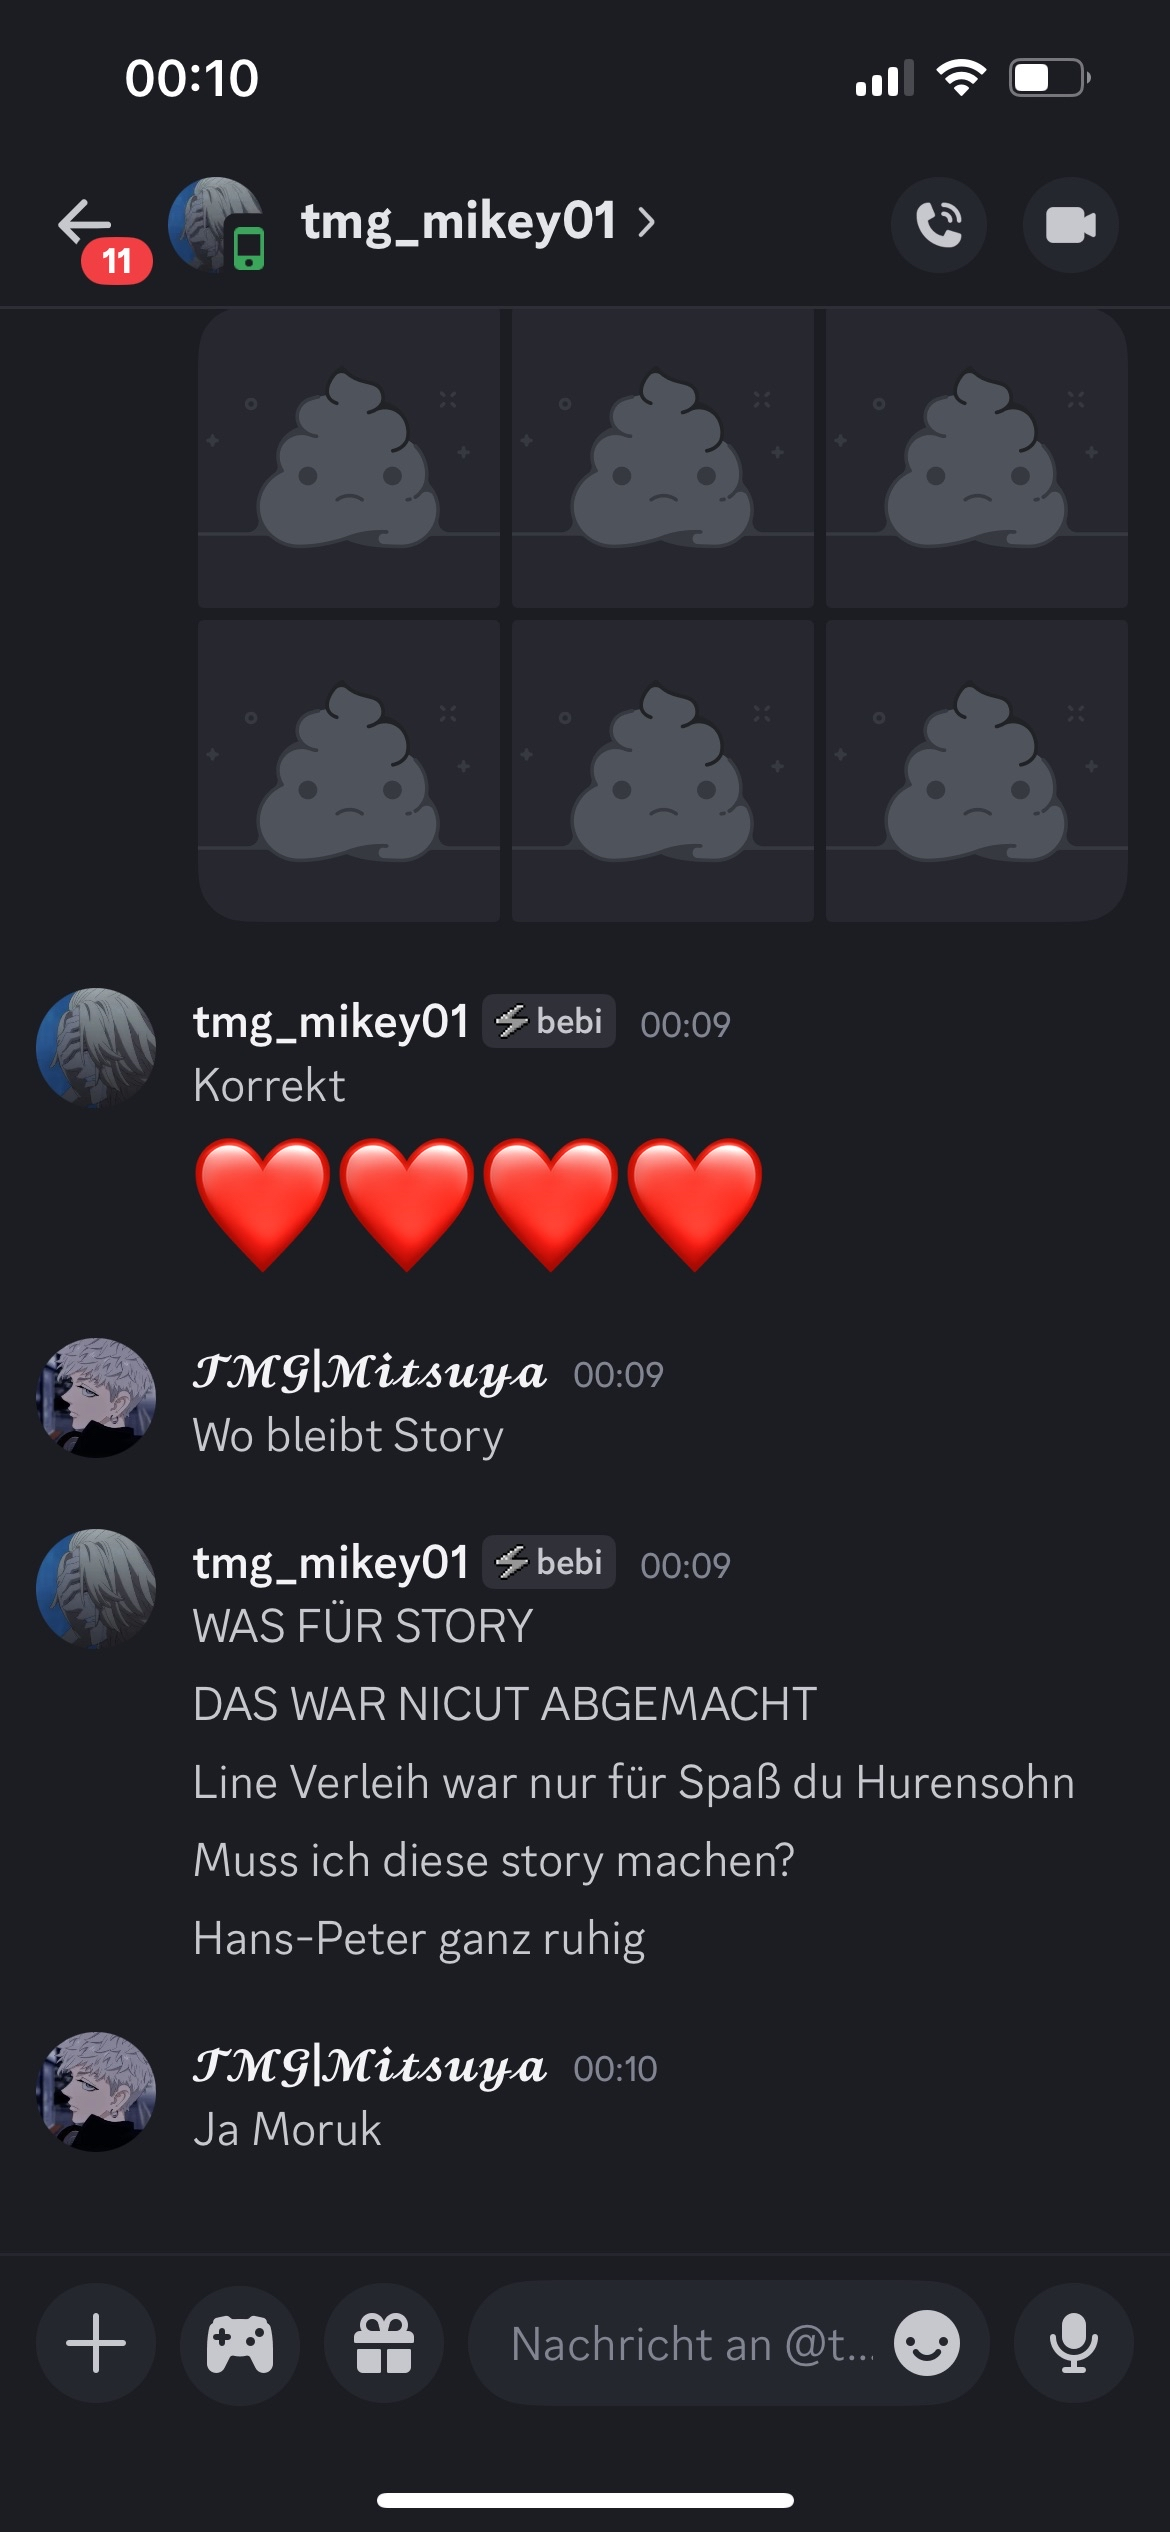 00:10
11
tmg_mikey01
tmg_mikey01 bebi 00:09
Korrekt
𝓣𝓜𝓖|𝓜𝓲𝓽𝓼𝓾𝔂𝓪 00:09
Wo bleibt Story
tmg_mikey01 bebi 00:09
WAS FÜR STORY
DAS WAR NICUT ABGEMACHT
Line Verleih war nur für Spaß du Hurensohn
Muss ich diese story machen?
Hans-Peter ganz ruhig
𝓣𝓜𝓖|𝓜𝓲𝓽𝓼𝓾𝔂𝓪 00:10
Ja Moruk
Nachricht an @t...